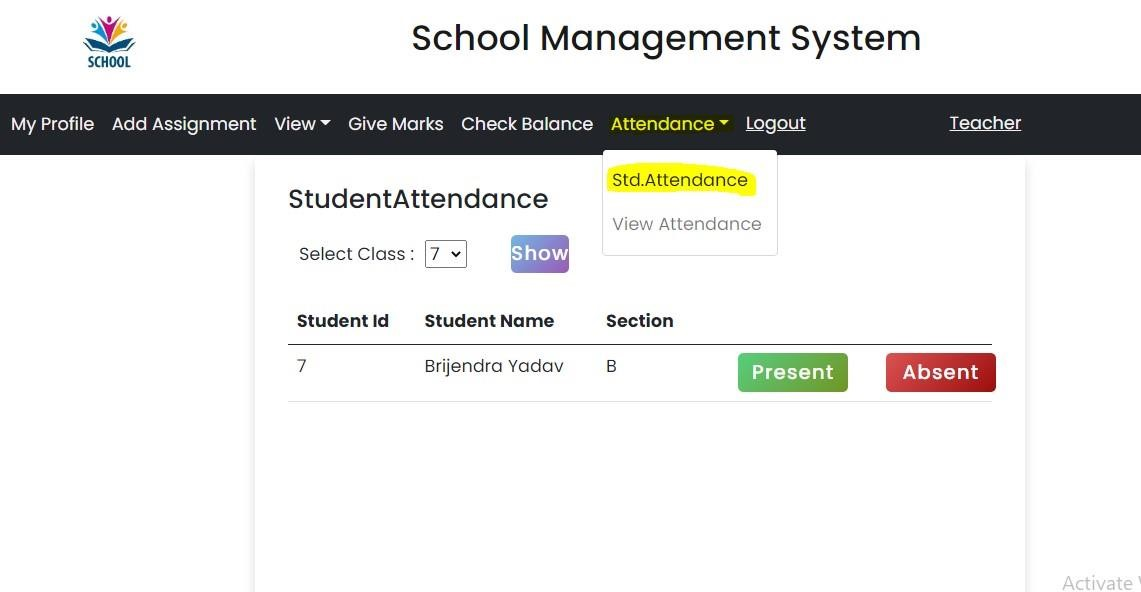 SCHOOL
School Management System
My Profile Add Assignment View Give Marks Check Balance Attendance Logout Teacher
Std.Attendance
View Attendance
StudentAttendance
Select Class : 7 Show
Student Id Student Name Section
7 Brijendra Yadav B Present Absent
Activate